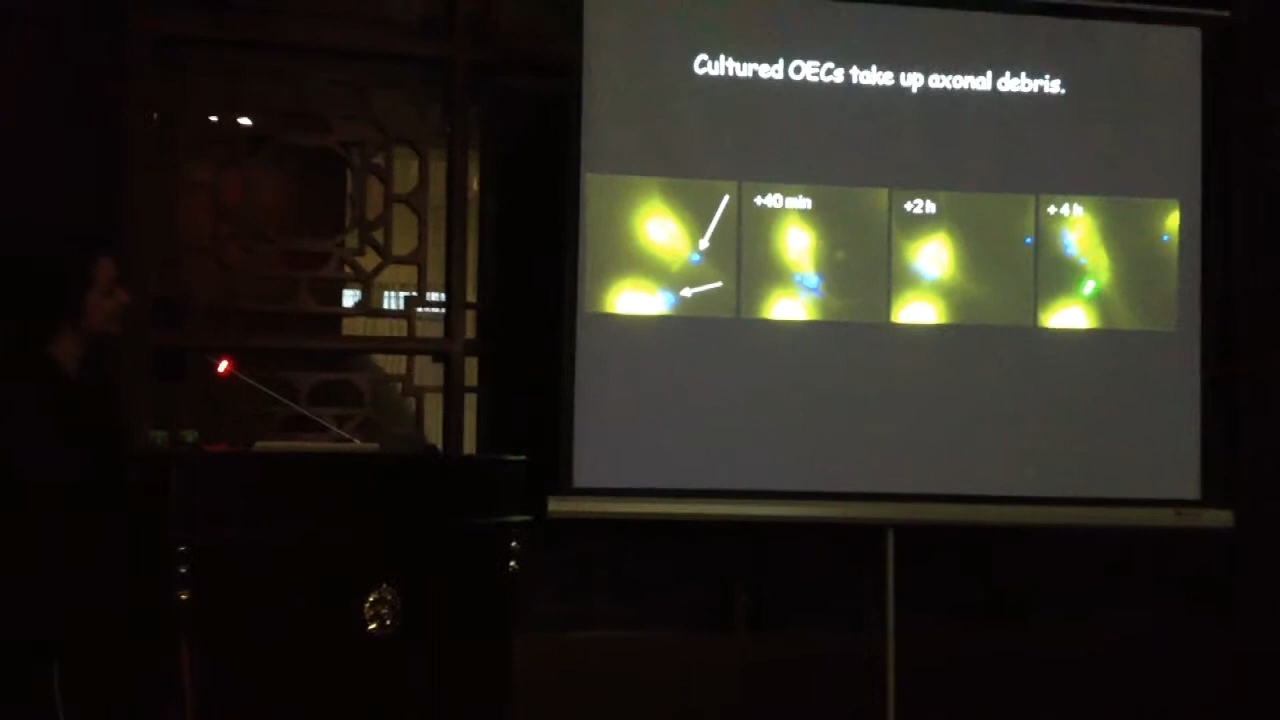 Cultured OECs take up axonal debris.
+40 min
+2 h
+ 4 h